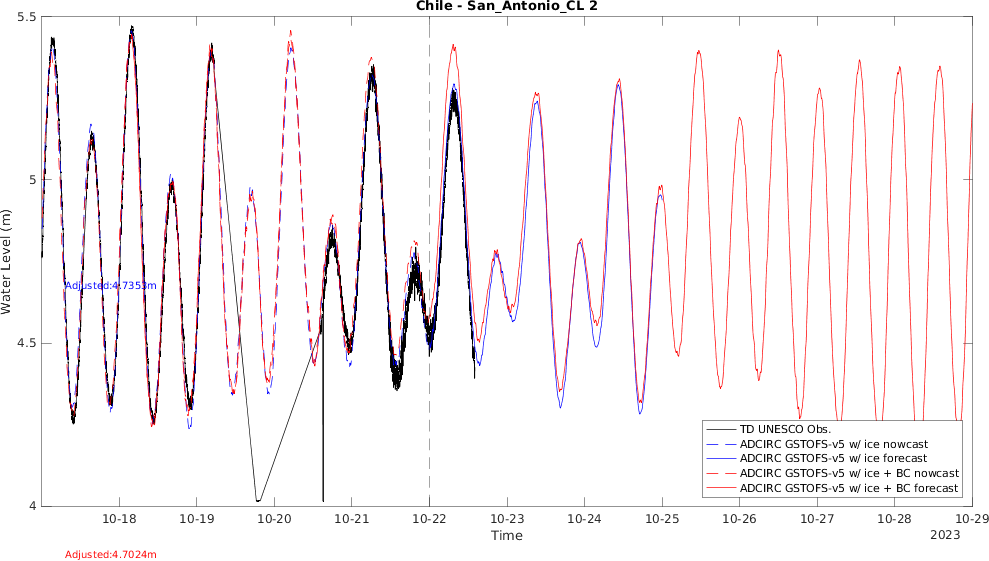 Chile - San_Antonio_CL 2
5.5
5
4.5
4
Water Level (m)
Adjusted:4.7353m
TD UNESCO Obs.
ADCIRC GSTOFS-v5 w/ ice nowcast
ADCIRC GSTOFS-v5 w/ ice forecast
ADCIRC GSTOFS-v5 w/ ice + BC nowcast
ADCIRC GSTOFS-v5 w/ ice + BC forecast
10-18 10-19 10-20 10-21 10-22 10-23 10-24 10-25 10-26 10-27 10-28 10-29
Time
2023
Adjusted:4.7024m